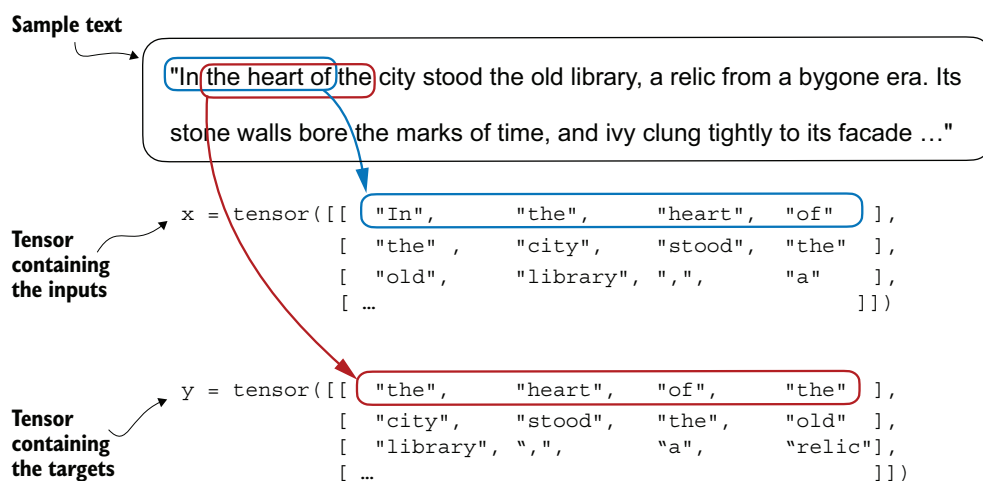 Sample text
"In the heart of the city stood the old library, a relic from a bygone era. Its
stone walls bore the marks of time, and ivy clung tightly to its facade …"
x = tensor([[ "In", "the", "heart", "of" ],
[ "the" , "city", "stood", "the" ],
[ "old", "library", ",", "a" ],
[ … ]])
Tensor
containing
the inputs
y = tensor([[ "the", "heart", "of", "the" ],
[ "city", "stood", "the", "old" ],
[ "library", “,", “a", “relic"],
[ … ]])
Tensor
containing
the targets